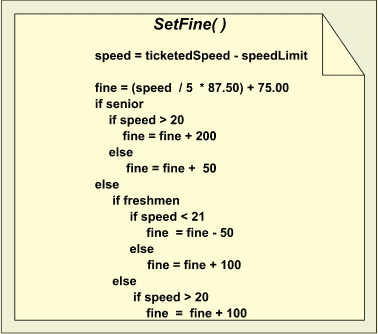 SetFine( )
speed = ticketedSpeed - speedLimit
fine = (speed / 5 * 87.50) + 75.00
if senior
if speed > 20
fine = fine + 200
else
fine = fine + 50
else
if freshmen
if speed < 21
fine = fine - 50
else
fine = fine + 100
else
if speed > 20
fine = fine + 100